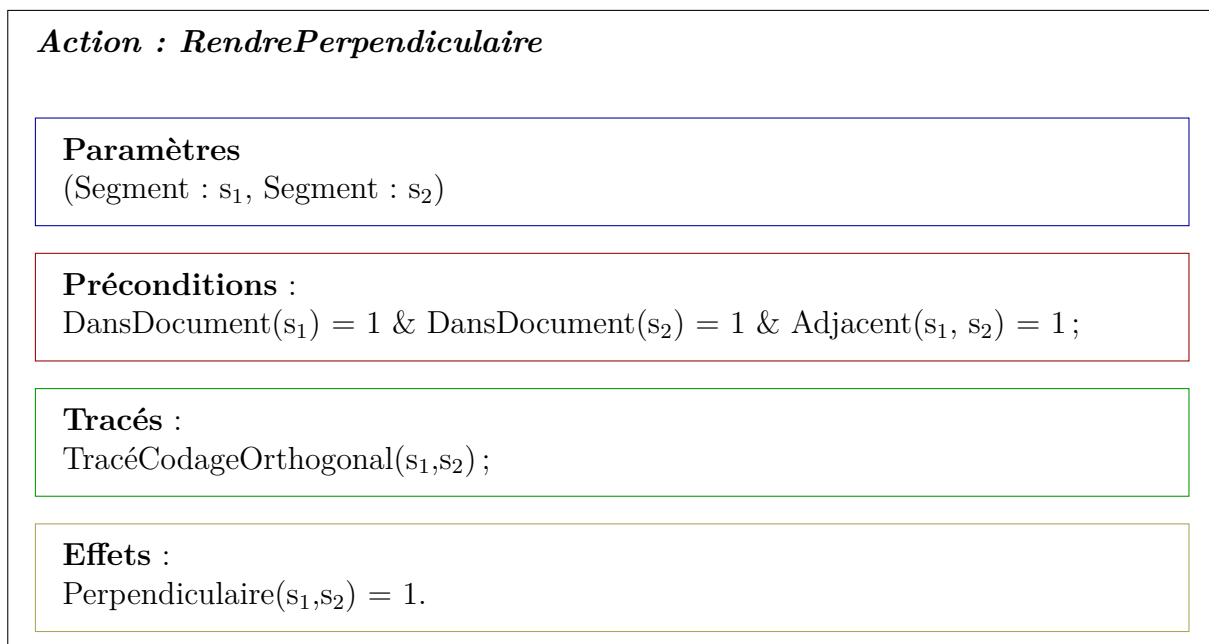 Action : RendrePerpendiculaire
Paramètres
(Segment : s₁, Segment : s₂)
Préconditions :
DansDocument(s₁) = 1 & DansDocument(s₂) = 1 & Adjacent(s₁, s₂) = 1 ;
Tracés :
TracéCodageOrthogonal(s₁,s₂) ;
Effets :
Perpendiculaire(s₁,s₂) = 1.